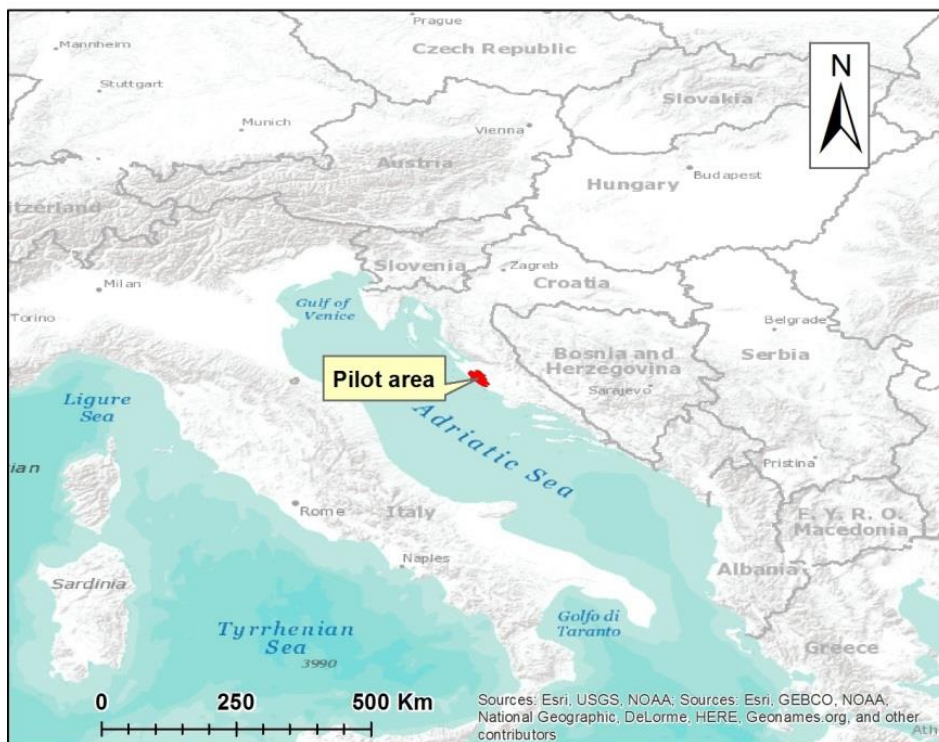 Prague
Czech Republic
Mannheim
Stuttgart
Slovakia
Munich
Vienna
Austria
Budapest
Hungary
itzerland
Slovenia
Zagreb
Croatia
Milan
Torino
Gulf of
Venice
Belgrade
Serbia
Bosnia and
Herzegovina
Sarajevo
Pilot area
Ligure
Sea
Adriatic Sea
Pristina
rian
Rome
Italy
F. Y. R. O.
Macedonia
Naples
Albania
Sardinia
Golfo di
Taranto
Tyrrhenian
Sea
3990
Greece
N
0 250 500 Km
Sources: Esri, USGS, NOAA; Sources: Esri, GEBCO, NOAA,
National Geographic, DeLorme, HERE, Geonames.org, and other
contributors
Ath